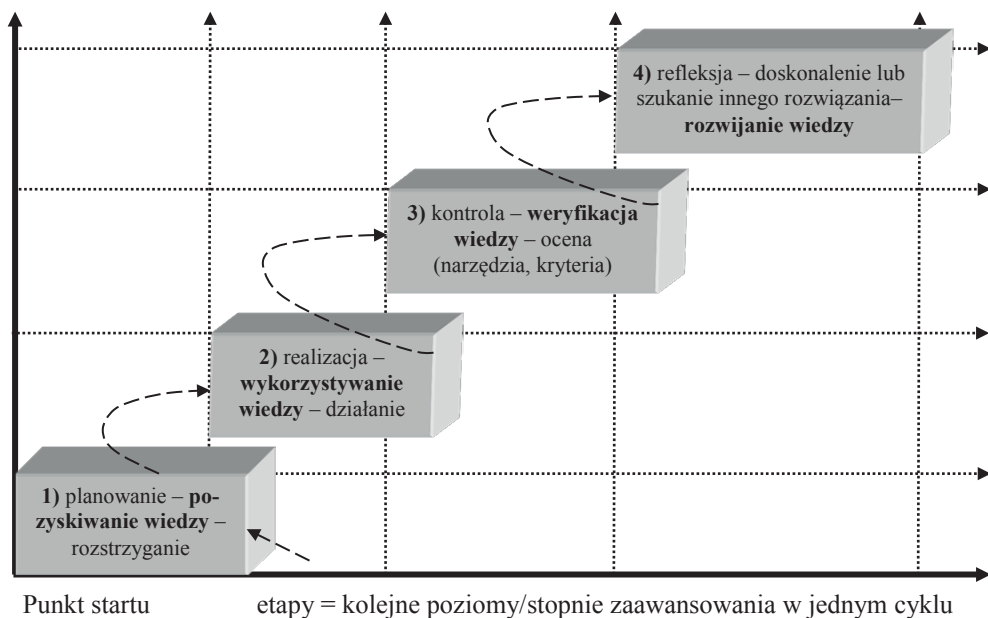 4) refleksja – doskonalenie lub
szukanie innego rozwiązania–
rozwijanie wiedzy
3) kontrola – weryfikacja
wiedzy – ocena
(narzędzia, kryteria)
2) realizacja –
wykorzystywanie
wiedzy – działanie
1) planowanie – po-
zyskiwanie wiedzy –
rozstrzyganie
Punkt startu etapy = kolejne poziomy/stopnie zaawansowania w jednym cyklu